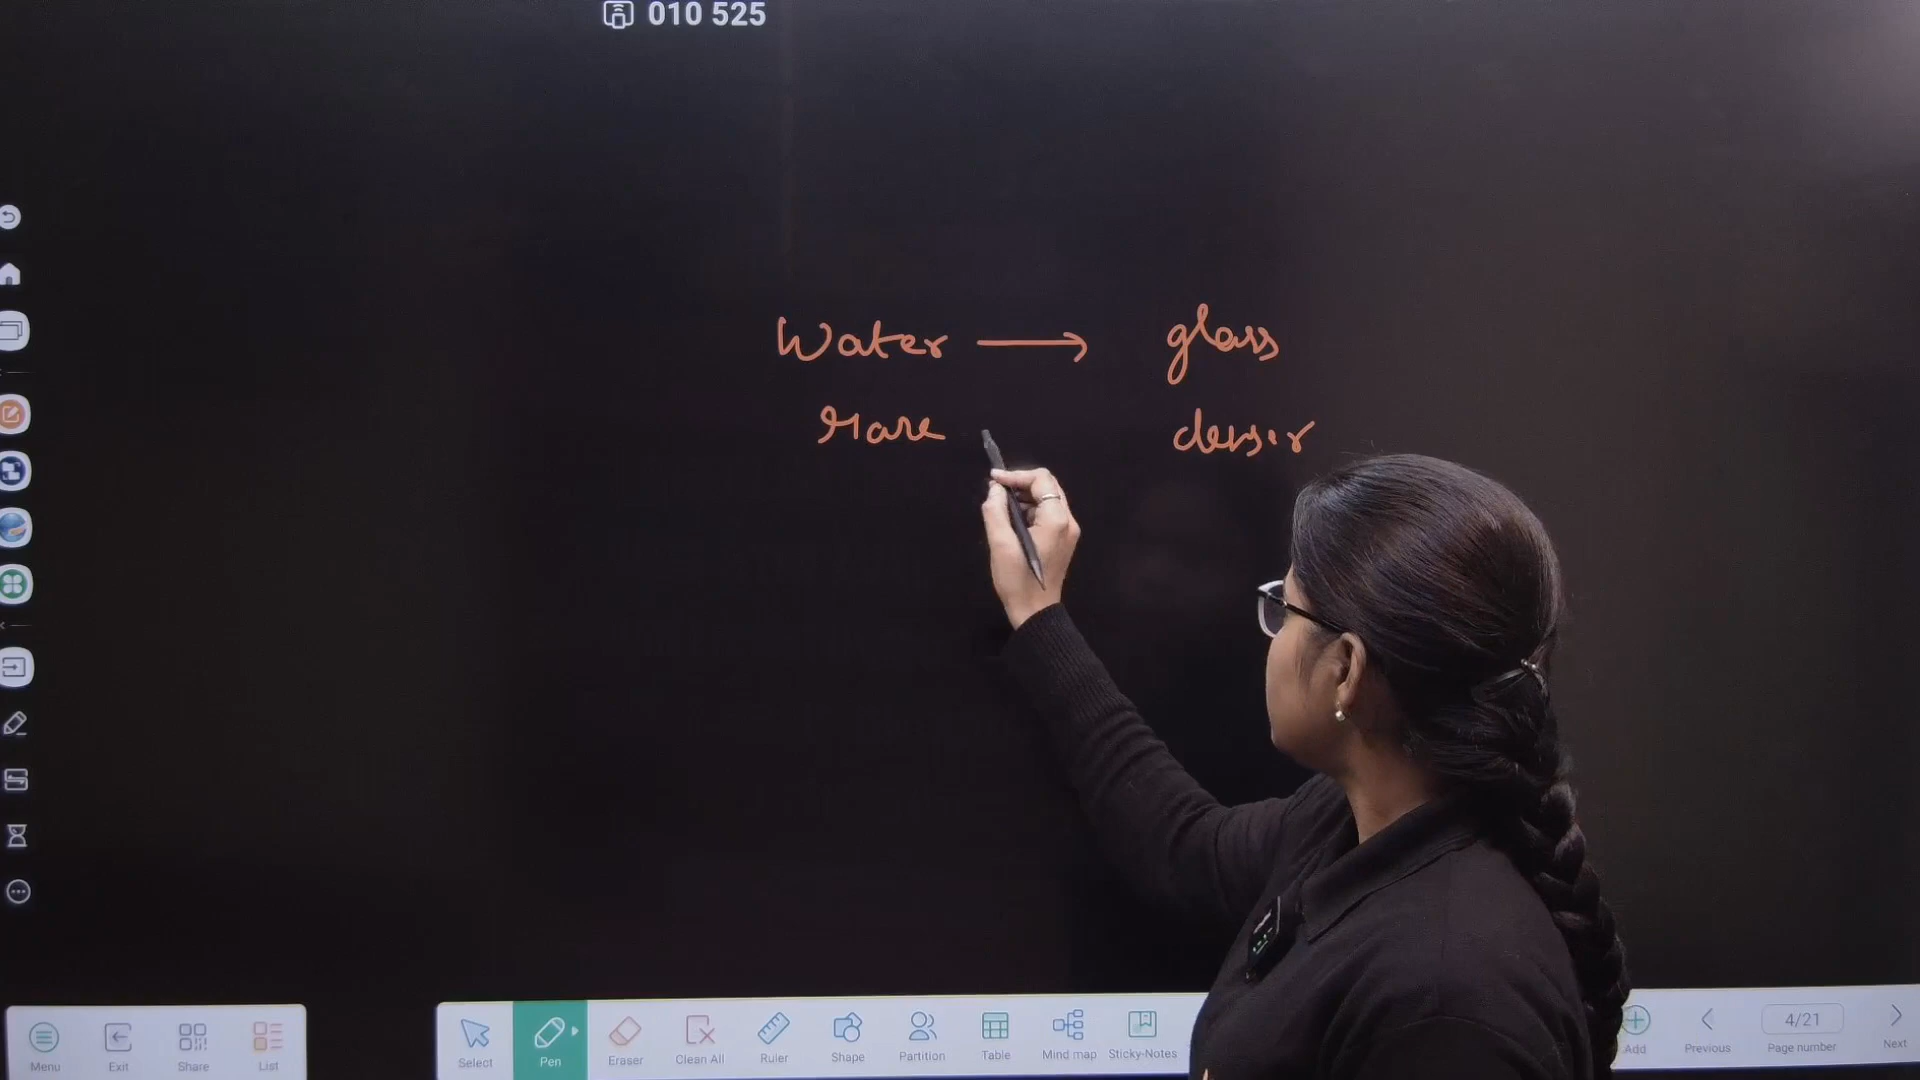 010 525
Water → glass
rare denser
Menu Exit Share List
Select Pen Eraser Clean All Ruler Shape Partition Table Mind map Sticky-Notes
Add Previous 4/21 Page number Next